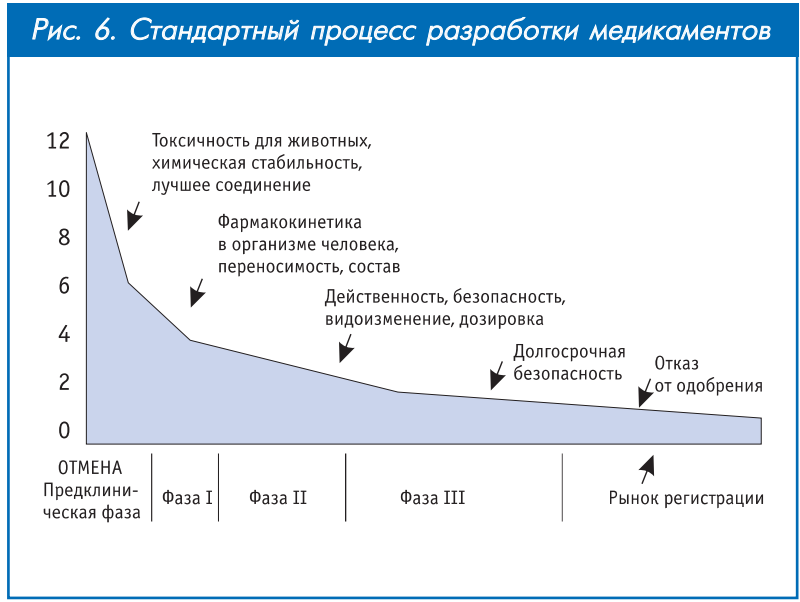 Рис. 6. Стандартный процесс разработки медикаментов
12
10
8
6
4
2
0
Токсичность для животных,
химическая стабильность,
лучшее соединение
Фармакокинетика
в организме человека,
переносимость, состав
Действенность, безопасность,
видоизменение, дозировка
Долгосрочная
безопасность
Отказ
от одобрения
ОТМЕНА
Предклини-
ческая фаза
Фаза I
Фаза II
Фаза III
Рынок регистрации